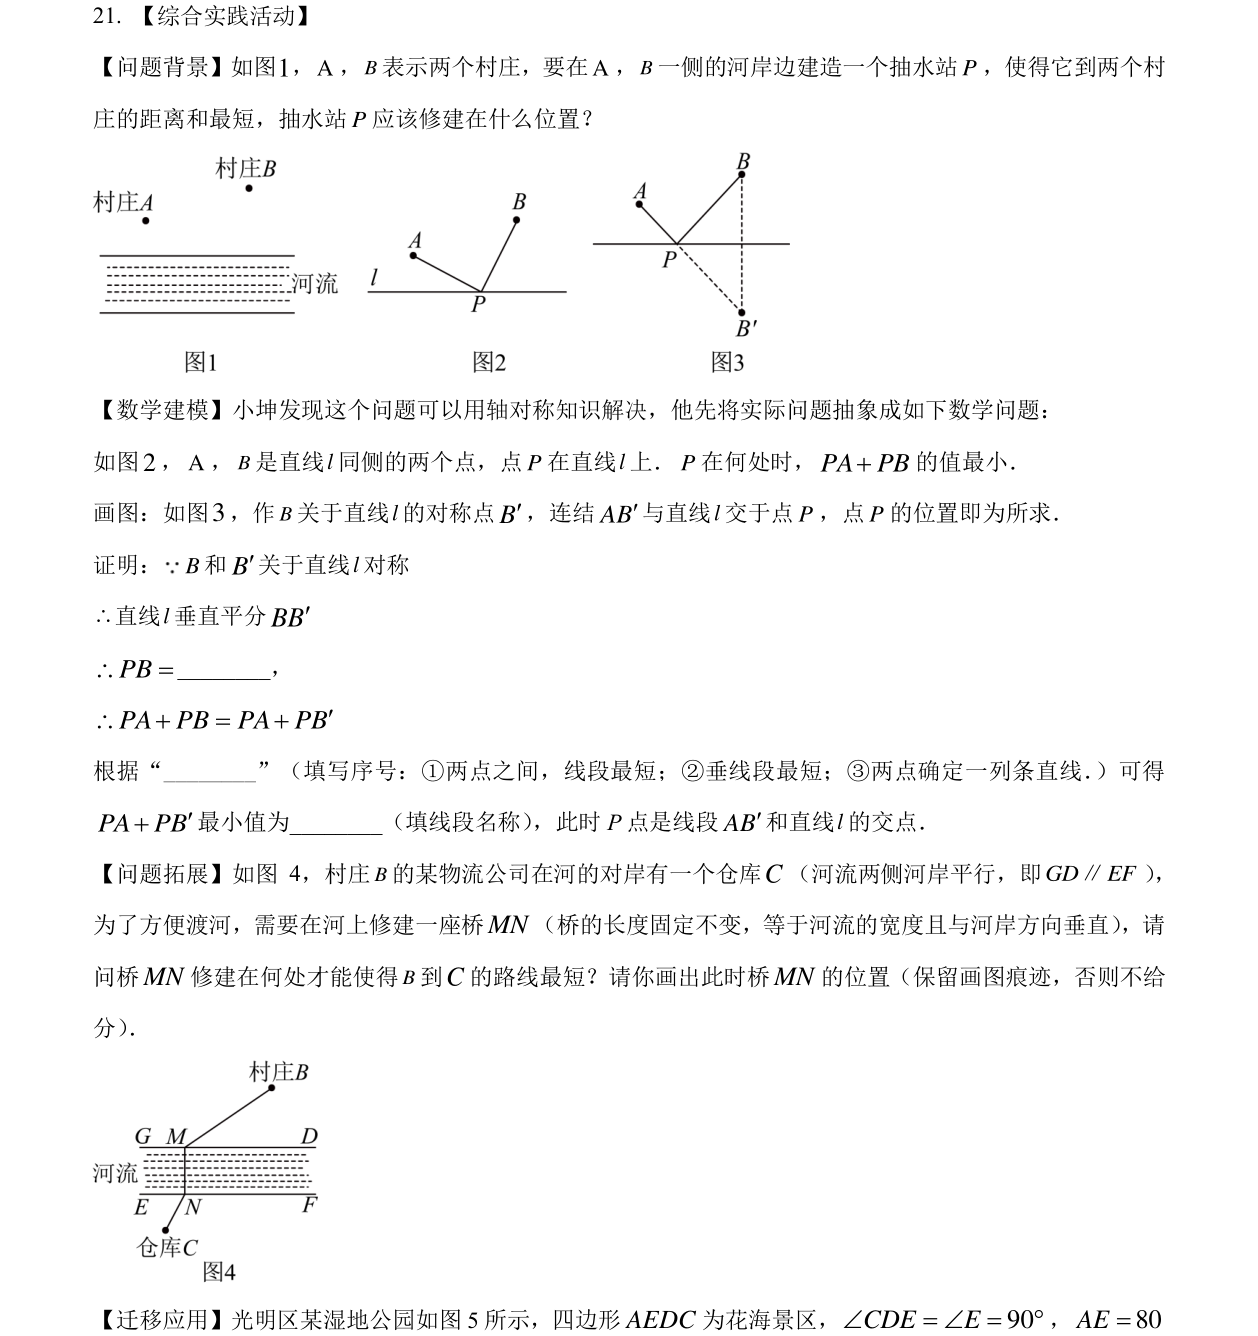 21. 【综合实践活动】
【问题背景】如图1，A，B表示两个村庄，要在A，B一侧的河岸边建造一个抽水站P，使得它到两个村
庄的距离和最短，抽水站P应该修建在什么位置？
村庄B
村庄A
河流
图1
B
A
l
P
图2
B
A
P
B′
图3
【数学建模】小坤发现这个问题可以用轴对称知识解决，他先将实际问题抽象成如下数学问题：
如图2，A，B是直线l同侧的两个点，点P在直线l上．P在何处时，PA+PB的值最小．
画图：如图3，作B关于直线l的对称点B′，连结AB′与直线l交于点P，点P的位置即为所求．
证明：∵B和B′关于直线l对称
∴直线l垂直平分BB′
∴PB=________，
∴PA+PB=PA+PB′
根据“________”（填写序号：①两点之间，线段最短；②垂线段最短；③两点确定一列条直线．）可得
PA+PB′最小值为________（填线段名称），此时P点是线段AB′和直线l的交点．
【问题拓展】如图 4，村庄B的某物流公司在河的对岸有一个仓库C（河流两侧河岸平行，即GD∥EF），
为了方便渡河，需要在河上修建一座桥MN（桥的长度固定不变，等于河流的宽度且与河岸方向垂直），请
问桥MN修建在何处才能使得B到C的路线最短？请你画出此时桥MN的位置（保留画图痕迹，否则不给
分）．
村庄B
G M D
河流
E N F
仓库C
图4
【迁移应用】光明区某湿地公园如图5所示，四边形AEDC为花海景区，∠CDE=∠E=90°，AE=80